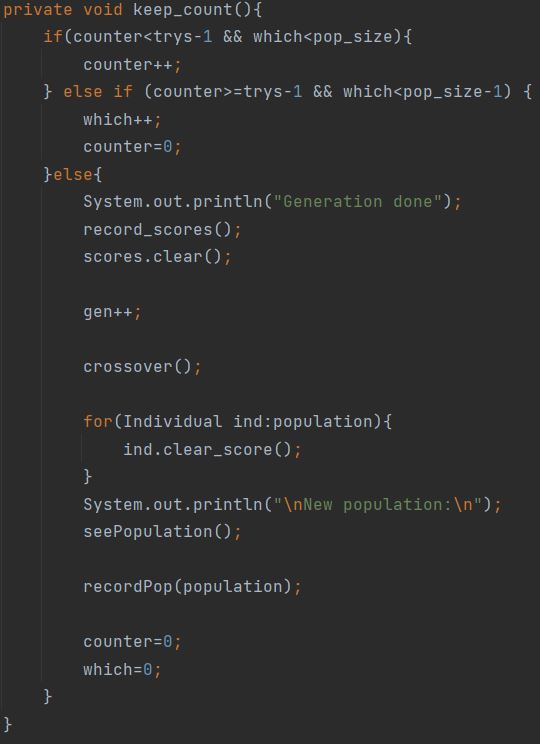 private void keep_count(){
    if(counter<trys-1 && which<pop_size){
        counter++;
    } else if (counter>=trys-1 && which<pop_size-1) {
        which++;
        counter=0;
    }else{
        System.out.println("Generation done");
        record_scores();
        scores.clear();

        gen++;

        crossover();

        for(Individual ind:population){
            ind.clear_score();
        }
        System.out.println("\nNew population:\n");
        seePopulation();

        recordPop(population);

        counter=0;
        which=0;
    }
}